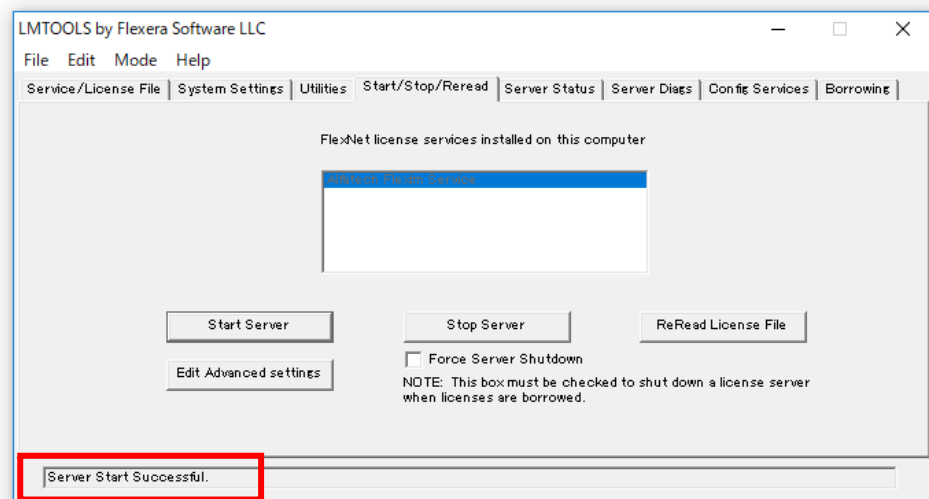 LMTOOLS by Flexera Software LLC
File Edit Mode Help
Service/License File System Settings Utilities Start/Stop/Reread Server Status Server Diags Config Services Borrowing
FlexNet license services installed on this computer
Alfatech Flexlm Service
Start Server Stop Server ReRead License File
Edit Advanced settings
Force Server Shutdown
NOTE: This box must be checked to shut down a license server
when licenses are borrowed.
Server Start Successful.